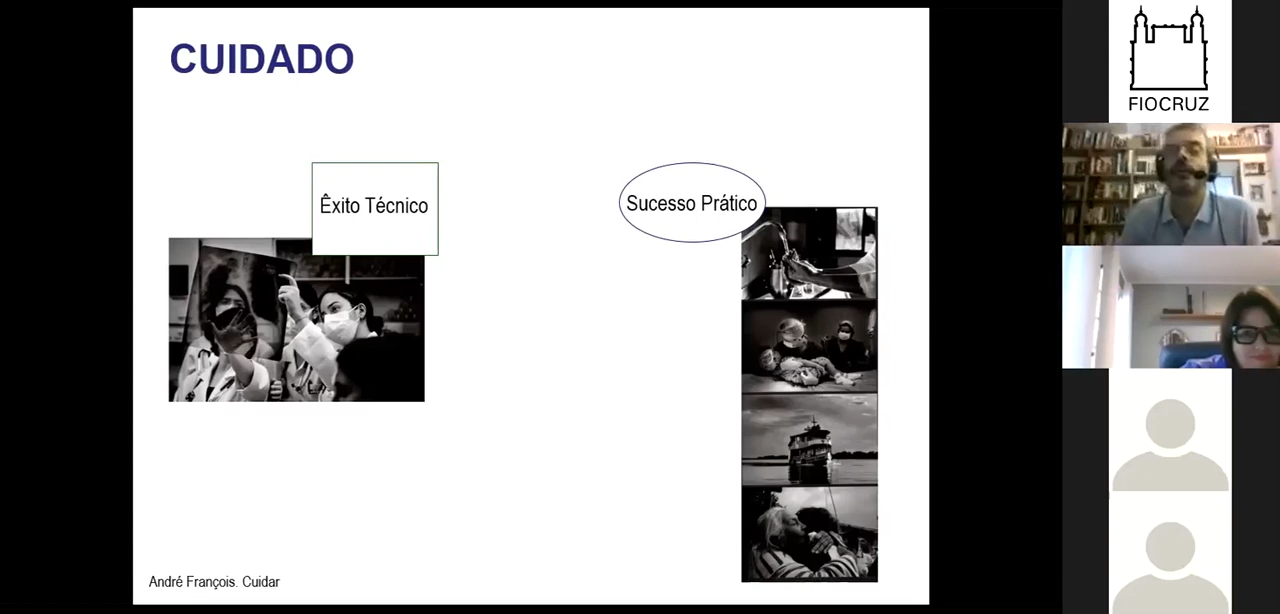 CUIDADO
Êxito Técnico
Sucesso Prático
André François. Cuidar
FIOCRUZ